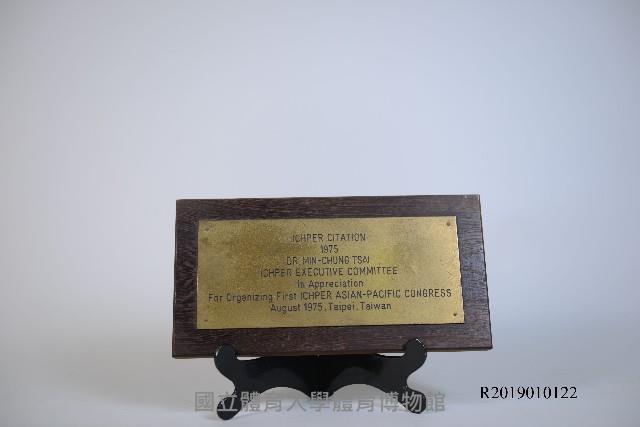 ICHPER CITATION
1975
DR. MIN-CHUNG TSAI
ICHPER EXECUTIVE COMMITTEE
In Appreciation
For Organizing First ICHPER ASIAN-PACIFIC CONGRESS
August 1975, Taipei, Taiwan
R2019010122
國立體育大學體育博物館